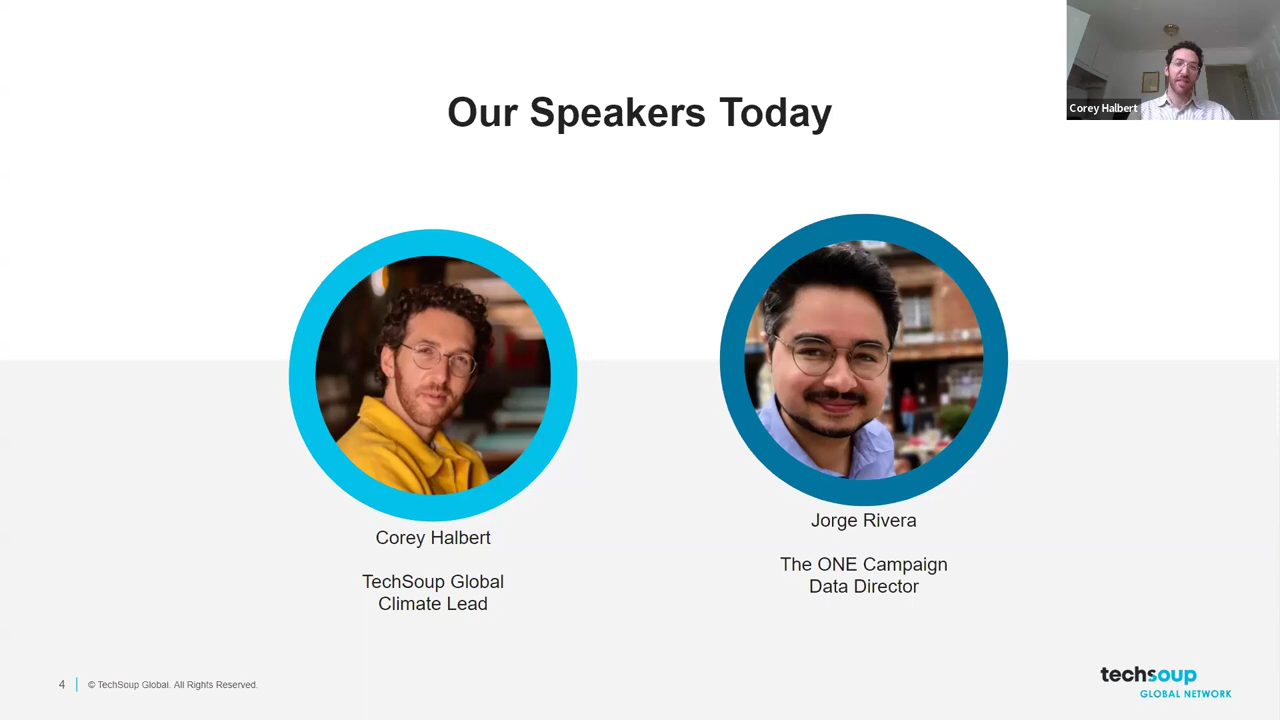 Our Speakers Today
Corey Halbert
Corey Halbert
TechSoup Global
Climate Lead
Jorge Rivera
The ONE Campaign
Data Director
4
© TechSoup Global. All Rights Reserved.
techsoup
GLOBAL NETWORK